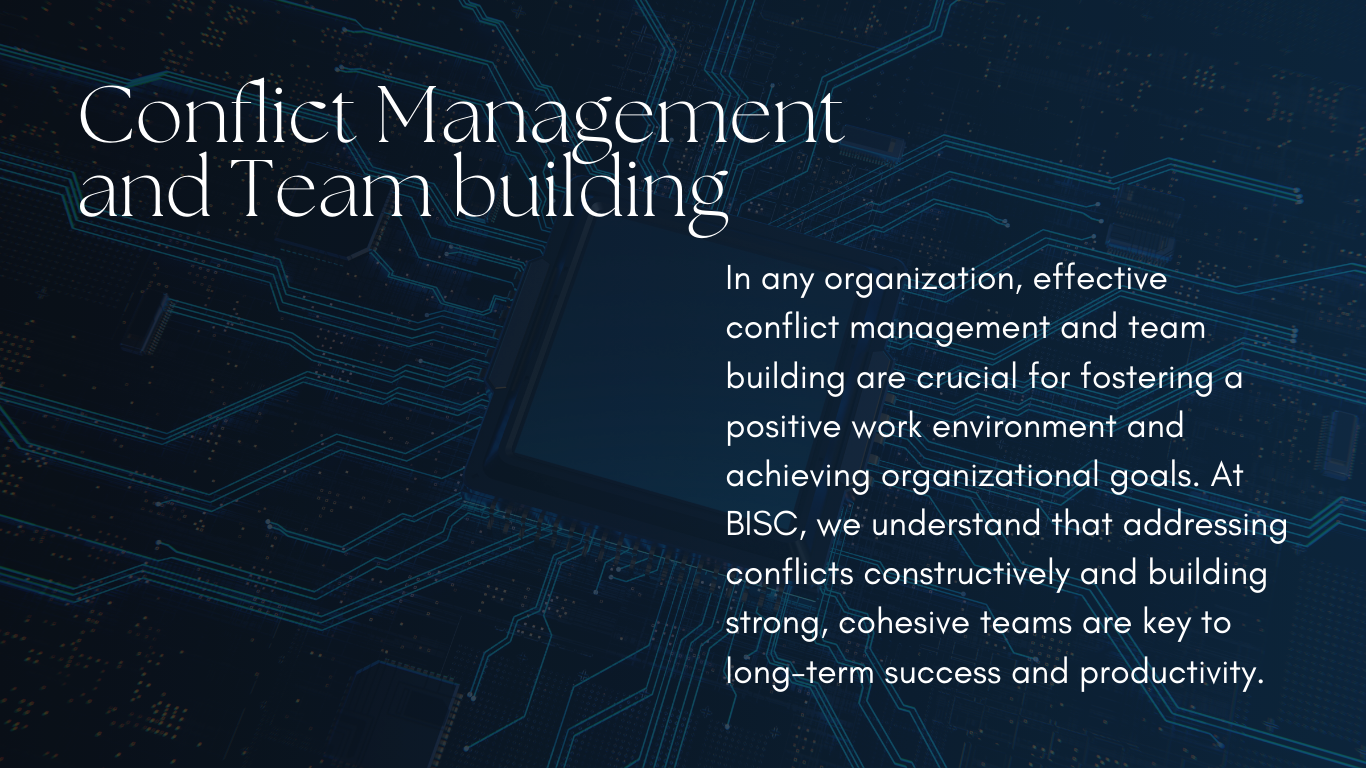 Conflict Management
and Team building
In any organization, effective
conflict management and team
building are crucial for fostering a
positive work environment and
achieving organizational goals. At
BISC, we understand that addressing
conflicts constructively and building
strong, cohesive teams are key to
long-term success and productivity.